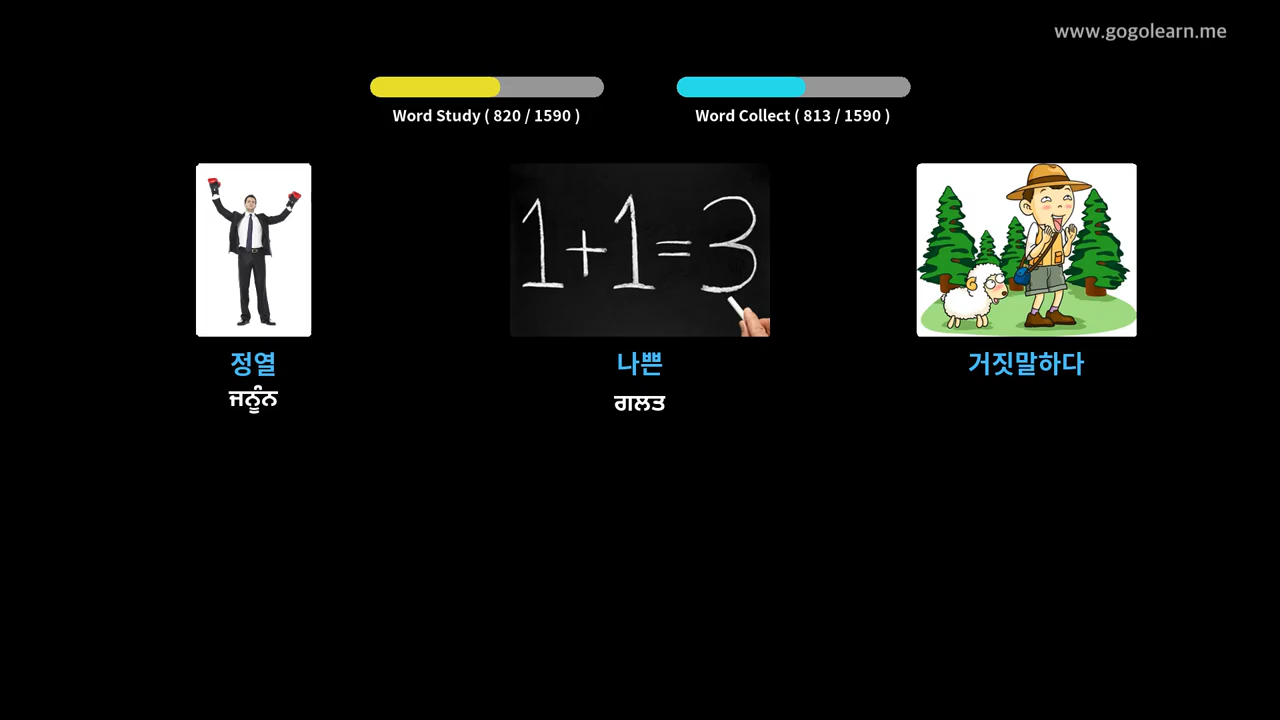 www.gogolearn.me
Word Study ( 820 / 1590 )
Word Collect ( 813 / 1590 )
1+1=3
정열
ਜਨੂੰਨ
나쁜
ਗਲਤ
거짓말하다